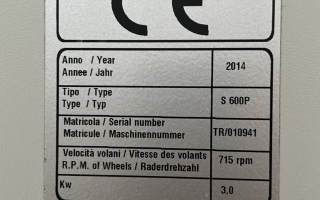 CE
Anno / Year
Annee / Jahr
2014
Tipo / Type
Type / Typ
S 600P
Matricola / Serial number
Matricule / Maschinennummer
TR/010941
Velocità volani / Vitesse des volants
R.P.M. of Wheels / Raderdrehzahl
715 rpm
Kw
3,0